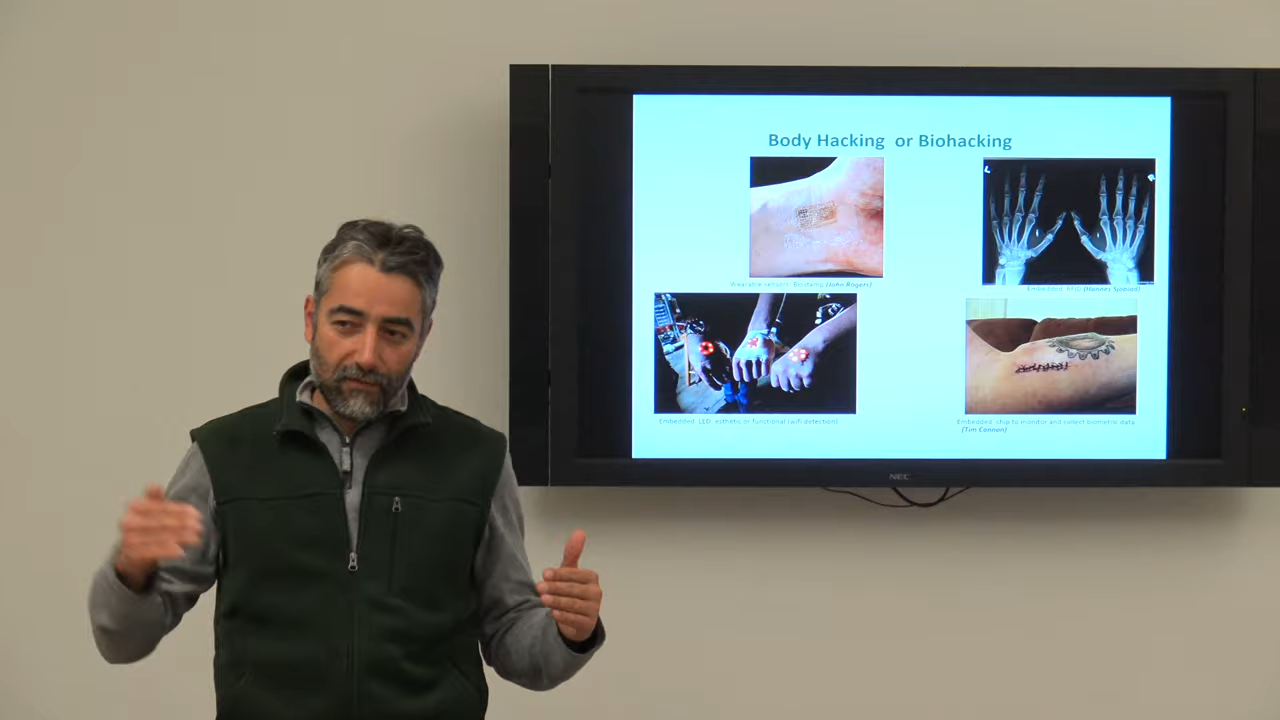 Body Hacking or Biohacking
Wearable sensors: Biostamp (John Rogers)
Embedded: RFID (Hannes Sjoblad)
Embedded: LED: esthetic or functional (wifi detection)
Embedded: chip to monitor and collect biometric data
(Tim Cannon)
NEC